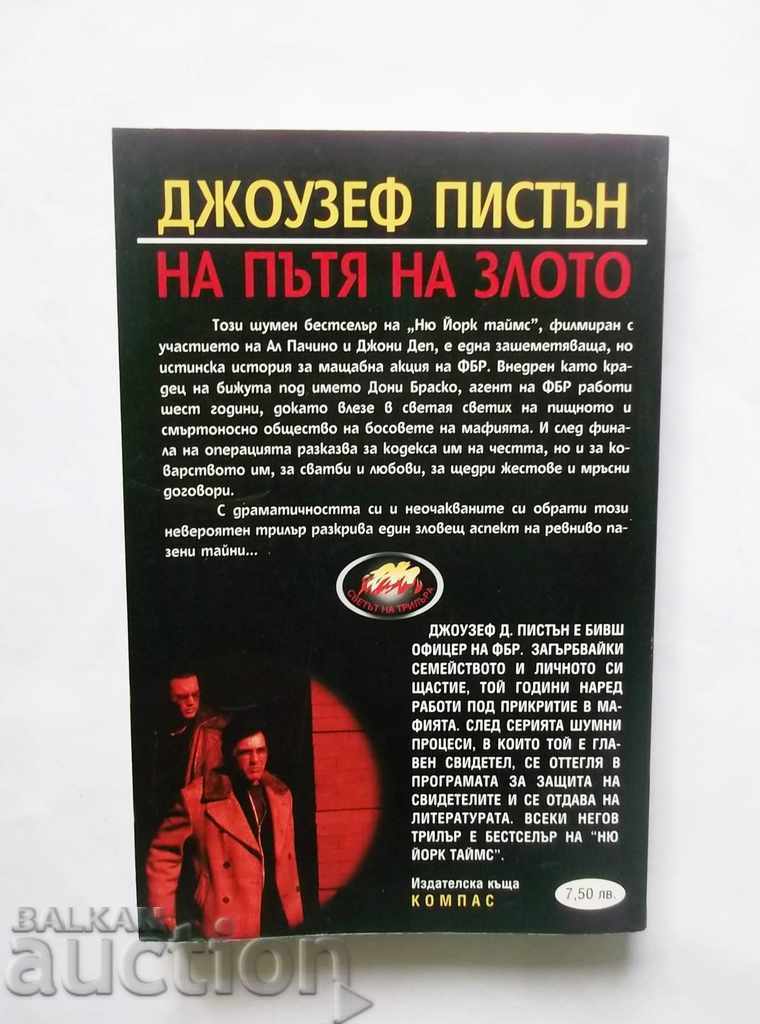 ДЖОУЗЕФ ПИСТЪН
НА ПЪТЯ НА ЗЛОТО
Този шумен бестселър на „Ню Йорк таймс”, филмиран с
участието на Ал Пачино и Джони Деп, е една зашеметяваща, но
истинска история за мащабна акция на ФБР. Внедрен като кра-
дец на бижута под името Дони Браско, агент на ФБР работи
шест години, докато влезе в светая светих на пищното и
смъртоносно общество на босовете на мафията. И след фина-
ла на операцията разказва за кодекса им на честта, но и за ко-
варството им, за сватби и любови, за щедри жестове и мръсни
договори.
С драматичността си и неочакваните си обрати този
невероятен трилър разкрива един зловещ аспект на ревниво па-
зени тайни...
СВЕТЪТ НА ТРИЛЪРА
ДЖОУЗЕФ Д. ПИСТЪН Е БИВШ
ОФИЦЕР НА ФБР. ЗАГЪРБВАЙКИ
СЕМЕЙСТВОТО И ЛИЧНОТО СИ
ЩАСТИЕ, ТОЙ ГОДИНИ НАРЕД
РАБОТИ ПОД ПРИКРИТИЕ В МА-
ФИЯТА. СЛЕД СЕРИЯТА ШУМНИ
ПРОЦЕСИ, В КОИТО ТОЙ Е ГЛА-
ВЕН СВИДЕТЕЛ, СЕ ОТТЕГЛЯ В
ПРОГРАМАТА ЗА ЗАЩИТА НА
СВИДЕТЕЛИТЕ И СЕ ОТДАВА НА
ЛИТЕРАТУРАТА. ВСЕКИ НЕГОВ
ТРИЛЪР Е БЕСТСЕЛЪР НА “НЮ
ЙОРК ТАЙМС”.
Издателска къща
КОМПАС
7,50 лв.
BALKAN
auction